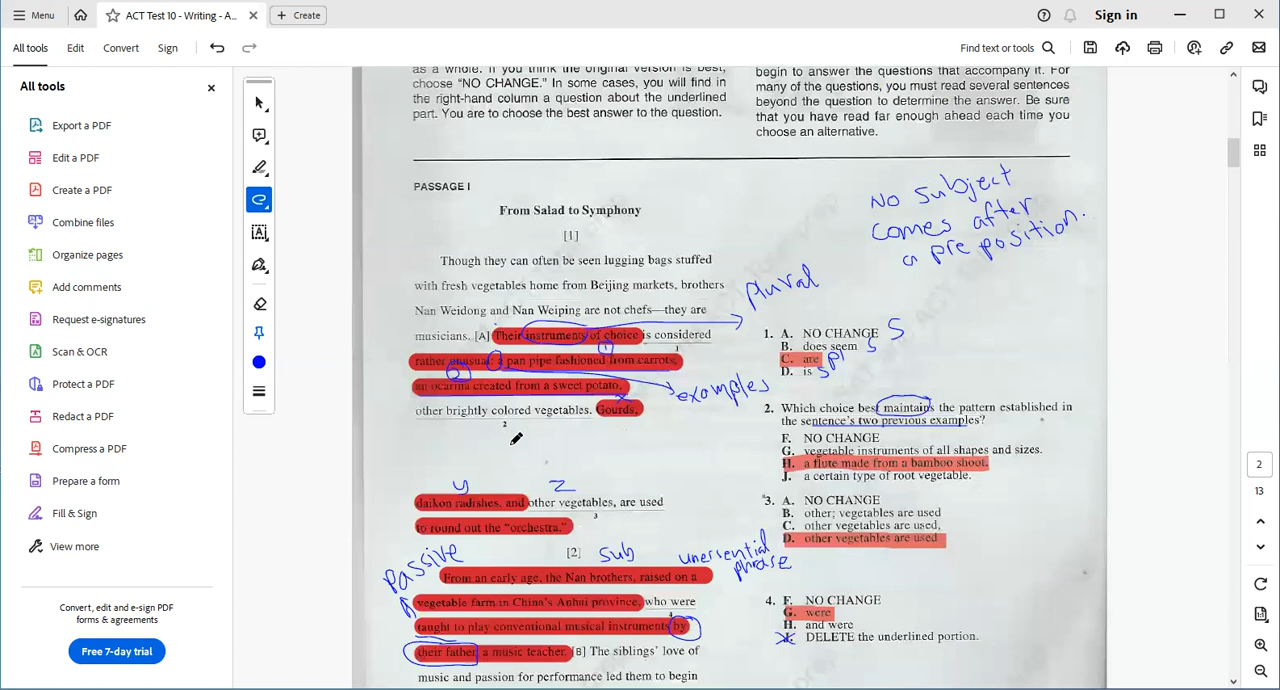 Menu
ACT Test 10 - Writing - A...
Create
Sign in
All tools
Edit
Convert
Sign
Find text or tools
All tools
Export a PDF
Edit a PDF
Create a PDF
Combine files
Organize pages
Add comments
Request e-signatures
Scan & OCR
Protect a PDF
Redact a PDF
Compress a PDF
Prepare a form
Fill & Sign
View more
Convert, edit and e-sign PDF
forms & agreements
Free 7-day trial
as a whole. If you think the original version is best,
choose "NO CHANGE." In some cases, you will find in
the right-hand column a question about the underlined
part. You are to choose the best answer to the question.
begin to answer the questions that accompany it. For
many of the questions, you must read several sentences
beyond the question to determine the answer. Be sure
that you have read far enough ahead each time you
choose an alternative.
PASSAGE I
From Salad to Symphony
[1]
Though they can often be seen lugging bags stuffed
with fresh vegetables home from Beijing markets, brothers
Nan Weidong and Nan Weiping are not chefs—they are
musicians. [A] Their instruments of choice is considered
1
rather unusual: a pan pipe fashioned from carrots,
an ocarina created from a sweet potato,
other brightly colored vegetables. Gourds,
2
daikon radishes, and other vegetables, are used
3
to round out the "orchestra."
[2]
From an early age, the Nan brothers, raised on a
vegetable farm in China's Anhui province, who were
4
taught to play conventional musical instruments by
their father, a music teacher. [B] The siblings' love of
music and passion for performance led them to begin
plural
1
2
x
examples
y z
Passive
sub
unessential
phrase
No subject
comes after
a preposition.
1. A. NO CHANGE S
B. does seem S
C. are pl
D. is S
2. Which choice best maintains the pattern established in
the sentence's two previous examples?
F. NO CHANGE
G. vegetable instruments of all shapes and sizes.
H. a flute made from a bamboo shoot.
J. a certain type of root vegetable.
3. A. NO CHANGE
B. other; vegetables are used
C. other vegetables are used,
D. other vegetables are used
4. F. NO CHANGE
G. were
H. and were
DELETE the underlined portion.
2
13